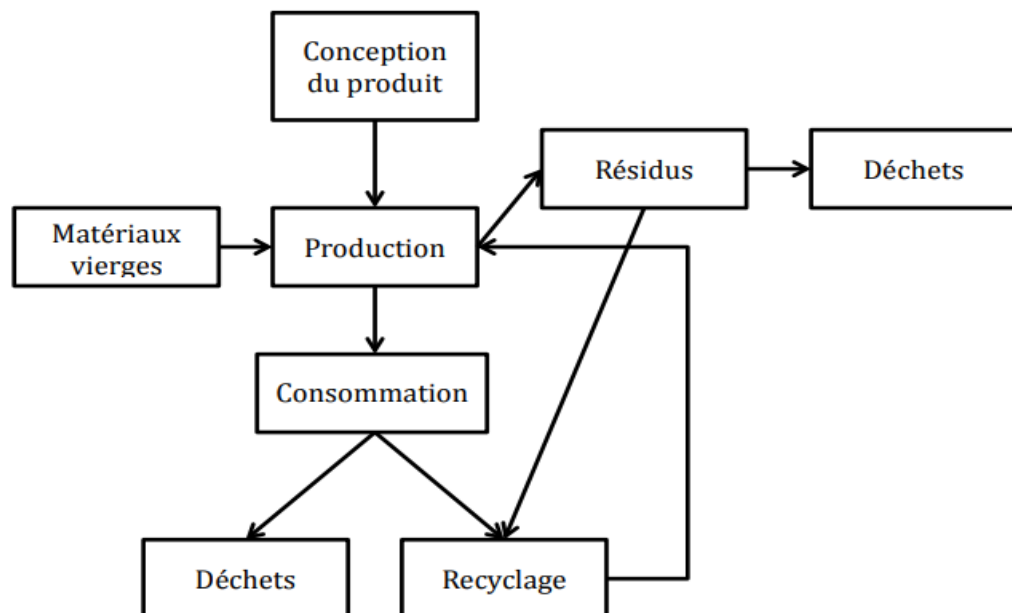 Conception
du produit
Résidus
Déchets
Matériaux
vierges
Production
Consommation
Déchets
Recyclage